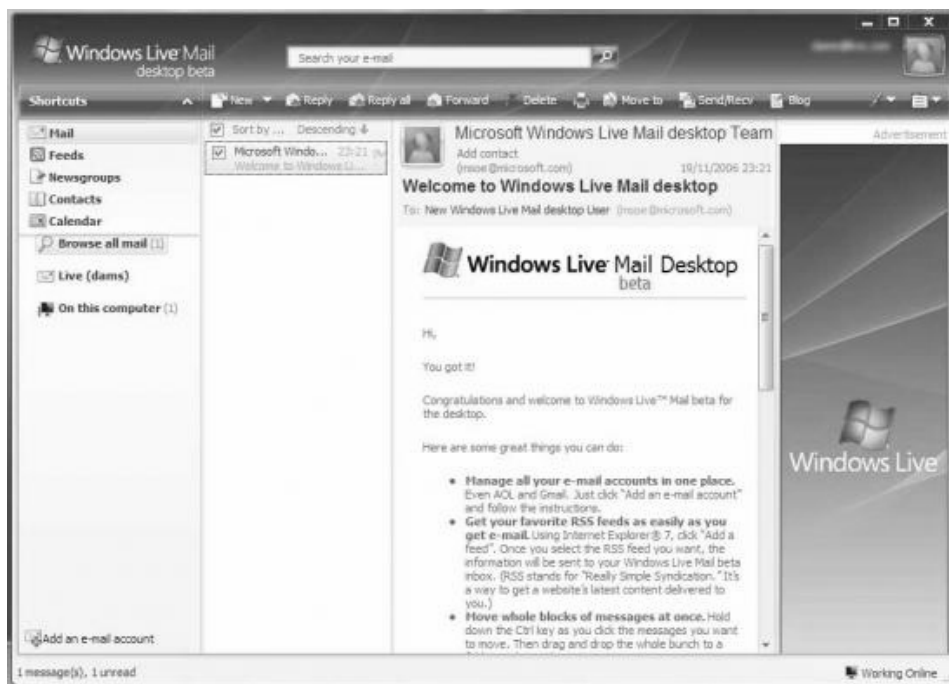 Windows Live Mail
desktop beta
Search your e-mail
Shortcuts
New Reply Reply all Forward Delete Move to Send/Recv Blog
Mail
Feeds
Newsgroups
Contacts
Calendar
Browse all mail (1)
Live (dams)
On this computer (1)
Add an e-mail account
Sort by ... Descending
Microsoft Windo... 23:21
Welcome to Windows Li...
Microsoft Windows Live Mail desktop Team
Add contact
19/11/2006 23:21
Welcome to Windows Live Mail desktop
To: New Windows Live Mail desktop User
Windows Live Mail Desktop
beta
Hi,
You got it!
Congratulations and welcome to Windows Live™ Mail beta for
the desktop.
Here are some great things you can do:
• Manage all your e-mail accounts in one place.
Even AOL and Gmail. Just click "Add an e-mail account"
and follow the instructions.
• Get your favorite RSS feeds as easily as you
get e-mail. Using Internet Explorer® 7, click "Add a
feed". Once you select the RSS feed you want, the
information will be sent to your Windows Live Mail beta
inbox. (RSS stands for "Really Simple Syndication." It's
a way to get a website's latest content delivered to
you.)
• Move whole blocks of messages at once. Hold
down the Ctrl key as you click the messages you want
to move. Then drag and drop the whole bunch to a
Advertisement
Windows Live
1 message(s), 1 unread
Working Online